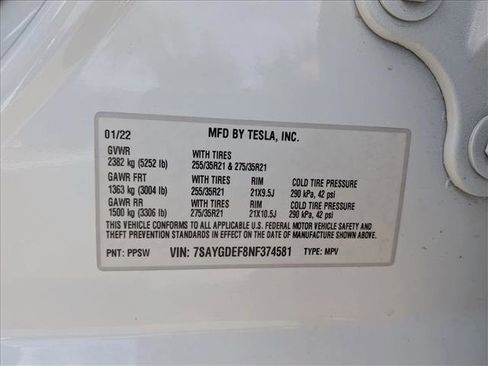 01/22 MFD BY TESLA, INC.
GVWR WITH TIRES
2382 kg (5252 lb) 255/35R21 & 275/35R21
GAWR FRT WITH TIRES RIM COLD TIRE PRESSURE
1363 kg (3004 lb) 255/35R21 21X9.5J 290 kPa, 42 psi
GAWR RR WITH TIRES RIM COLD TIRE PRESSURE
1500 kg (3306 lb) 275/35R21 21X10.5J 290 kPa, 42 psi
THIS VEHICLE CONFORMS TO ALL APPLICABLE U.S. FEDERAL MOTOR VEHICLE SAFETY AND
THEFT PREVENTION STANDARDS IN EFFECT ON THE DATE OF MANUFACTURE SHOWN ABOVE.
PNT: PPSW VIN: 7SAYGDEF8NF374581 TYPE: MPV